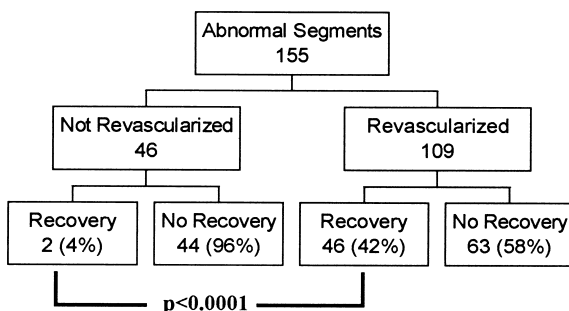 Abnormal Segments
155
Not Revascularized
46
Revascularized
109
Recovery
2 (4%)
No Recovery
44 (96%)
Recovery
46 (42%)
No Recovery
63 (58%)
p<0.0001